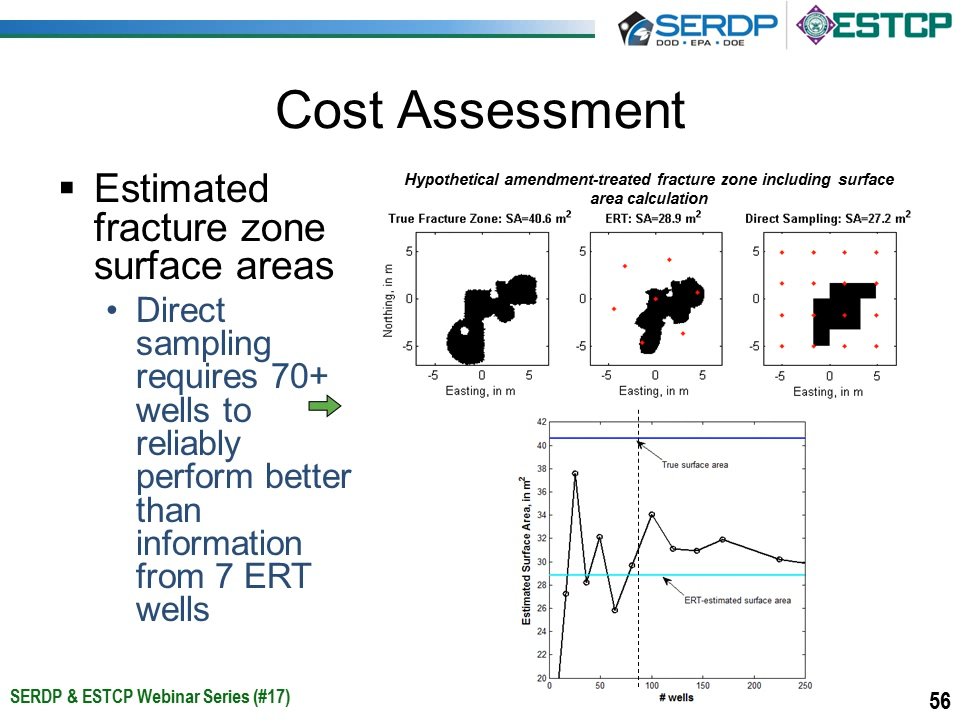 SERDP
DOD • EPA • DOE
ESTCP
Cost Assessment
▪ Estimated
fracture zone
surface areas
• Direct
sampling
requires 70+
wells to
reliably
perform better
than
information
from 7 ERT
wells
Hypothetical amendment-treated fracture zone including surface
area calculation
True Fracture Zone: SA=40.6 m²
5
0
-5
Northing, in m
-5 0 5
Easting, in m
ERT: SA=28.9 m²
5
0
-5
-5 0 5
Easting, in m
Direct Sampling: SA=27.2 m²
5
0
-5
-5 0 5
Easting, in m
42
40
38
36
34
32
30
28
26
24
22
20
Estimated Surface Area, in m²
True surface area
ERT-estimated surface area
0 50 100 150 200 250
# wells
SERDP & ESTCP Webinar Series (#17)
56